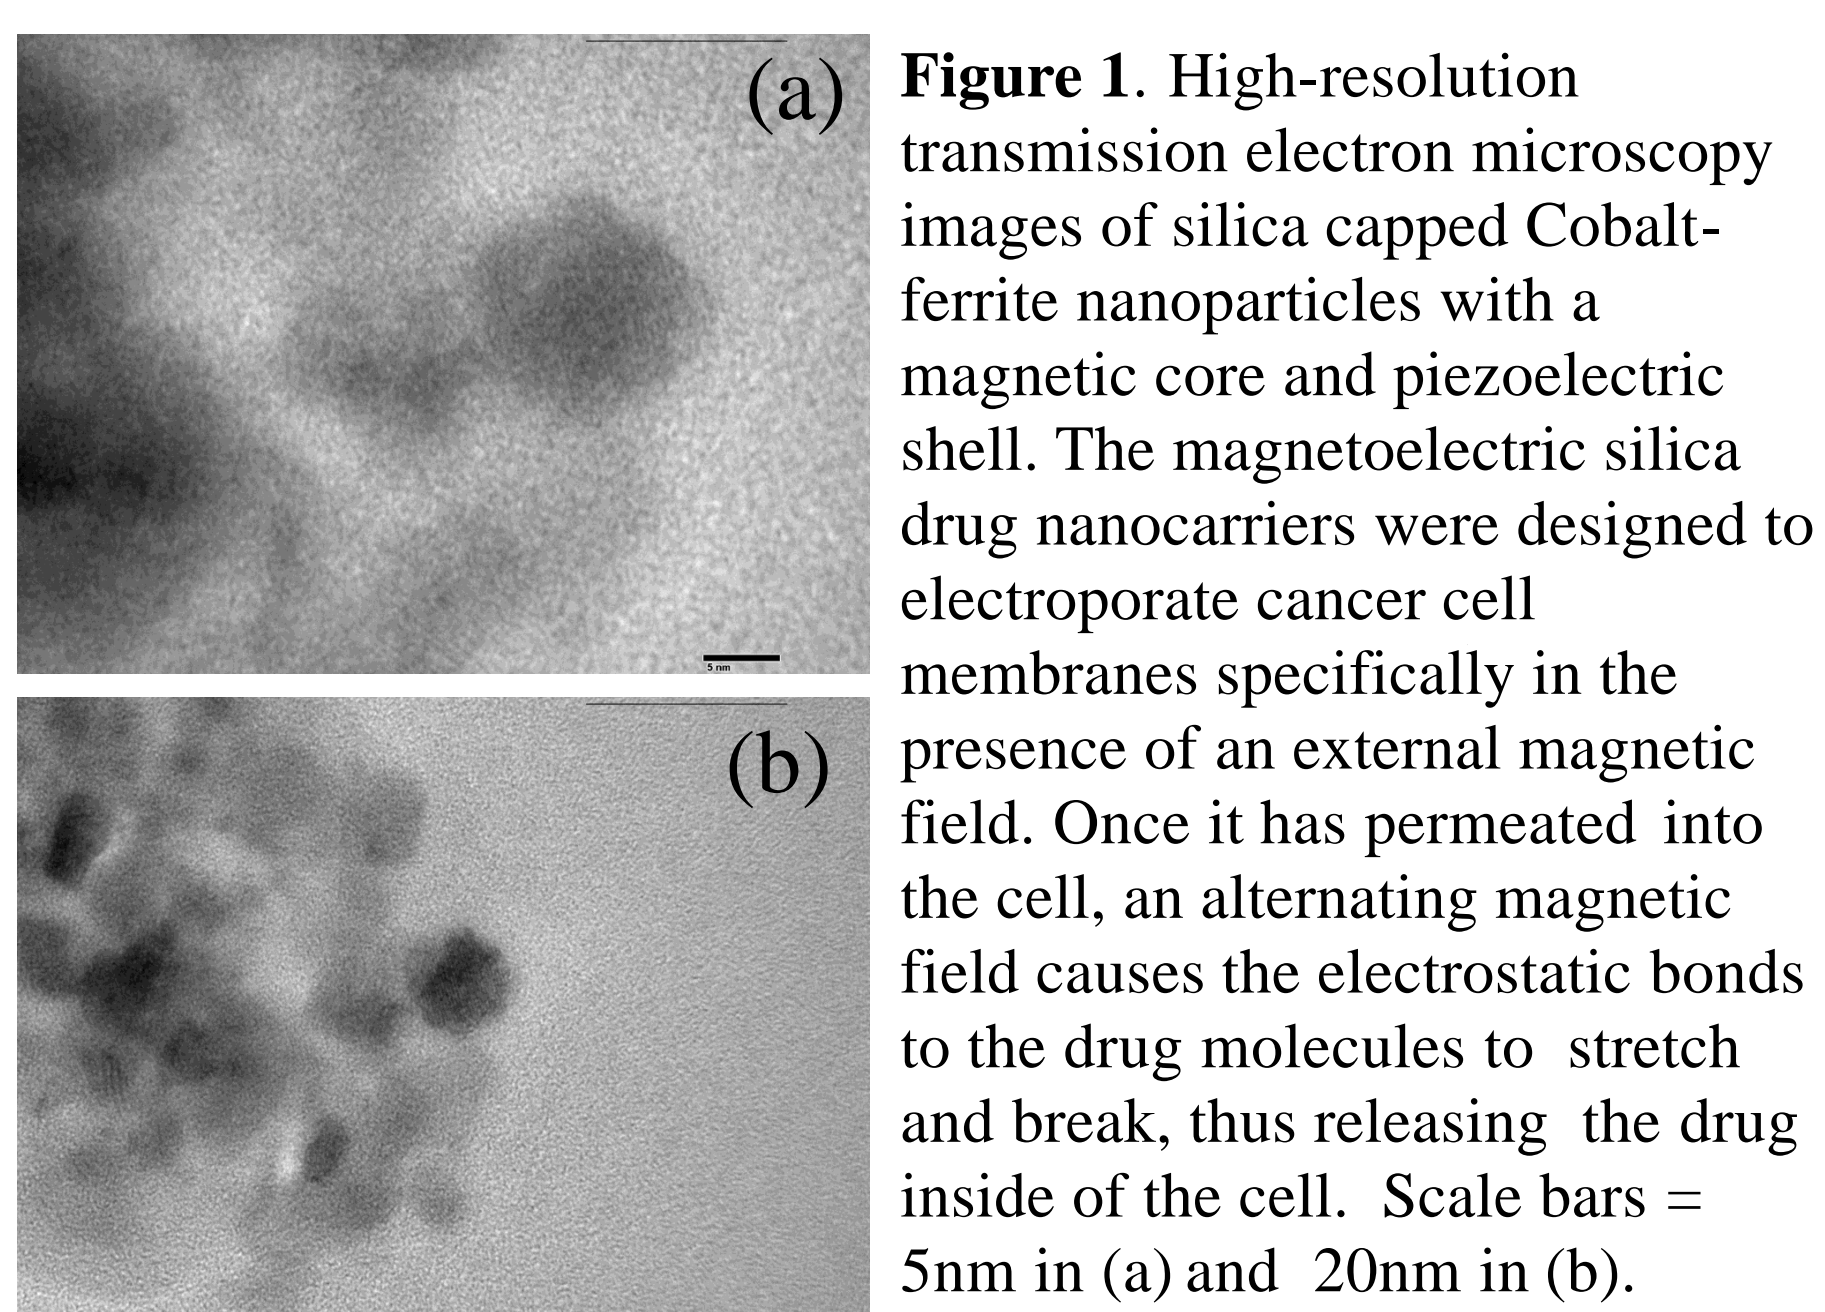 (a)
5 nm
(b)
Figure 1. High-resolution
transmission electron microscopy
images of silica capped Cobalt-
ferrite nanoparticles with a
magnetic core and piezoelectric
shell. The magnetoelectric silica
drug nanocarriers were designed to
electroporate cancer cell
membranes specifically in the
presence of an external magnetic
field. Once it has permeated into
the cell, an alternating magnetic
field causes the electrostatic bonds
to the drug molecules to stretch
and break, thus releasing the drug
inside of the cell. Scale bars =
5nm in (a) and 20nm in (b).